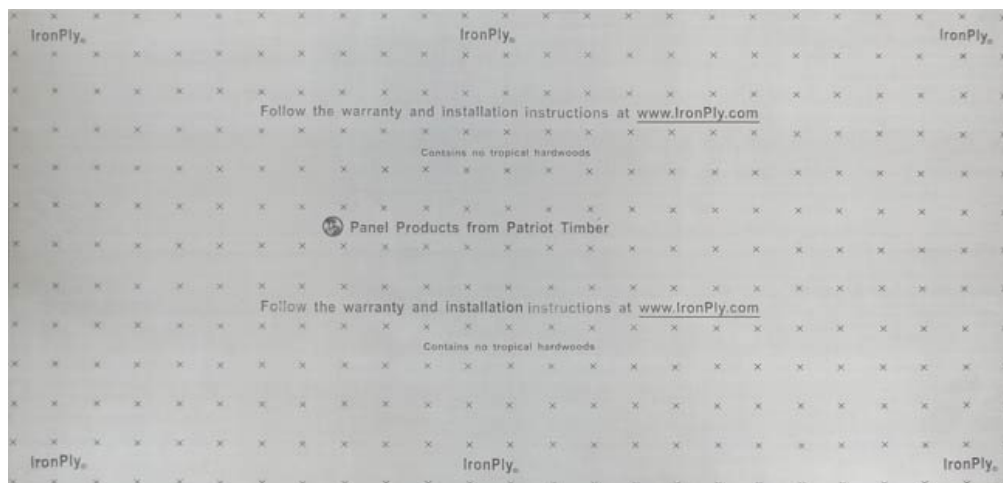 IronPly® IronPly® IronPly®
Follow the warranty and installation instructions at www.IronPly.com
Contains no tropical hardwoods
Panel Products from Patriot Timber
Follow the warranty and installation instructions at www.IronPly.com
Contains no tropical hardwoods
IronPly® IronPly® IronPly®